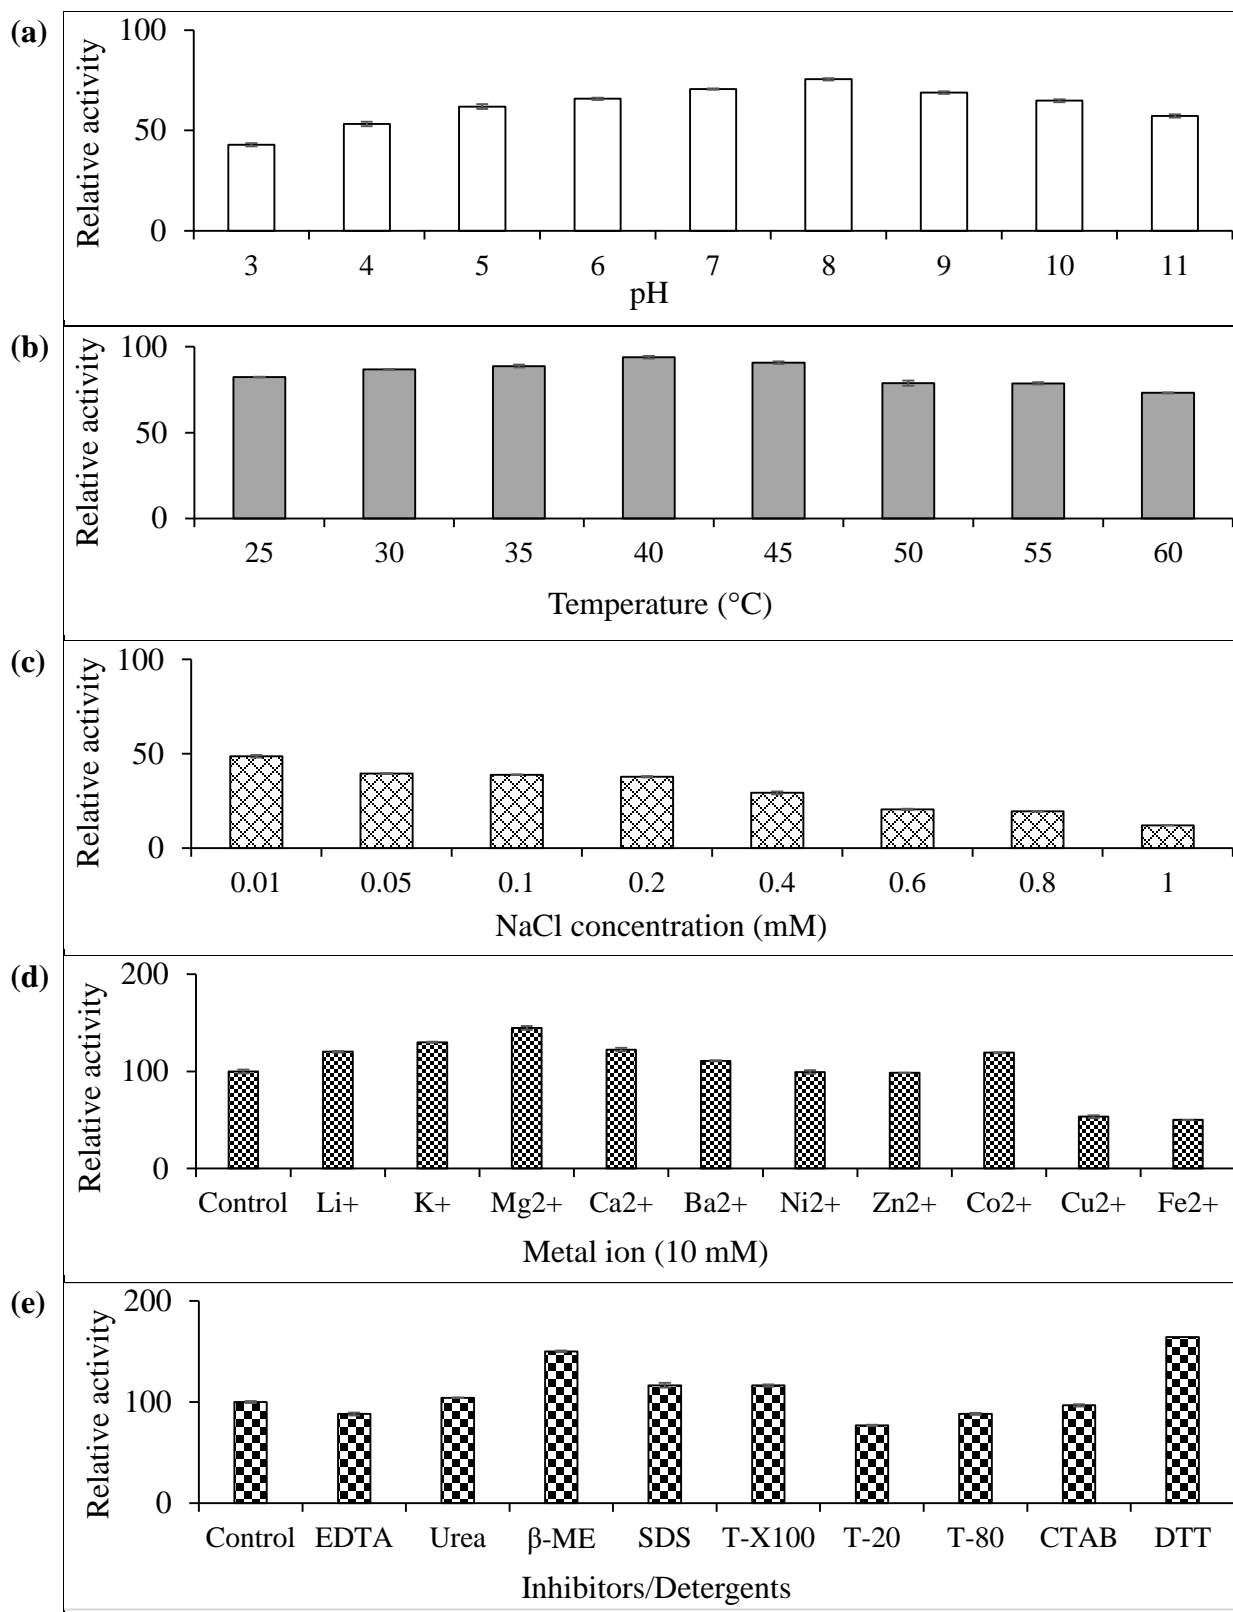 (a)
Relative activity
100
50
0
3 4 5 6 7 8 9 10 11
pH
(b)
Relative activity
100
50
0
25 30 35 40 45 50 55 60
Temperature (°C)
(c)
Relative activity
100
50
0
0.01 0.05 0.1 0.2 0.4 0.6 0.8 1
NaCl concentration (mM)
(d)
Relative activity
200
100
0
Control Li+ K+ Mg2+ Ca2+ Ba2+ Ni2+ Zn2+ Co2+ Cu2+ Fe2+
Metal ion (10 mM)
(e)
Relative activity
200
100
0
Control EDTA Urea β-ME SDS T-X100 T-20 T-80 CTAB DTT
Inhibitors/Detergents